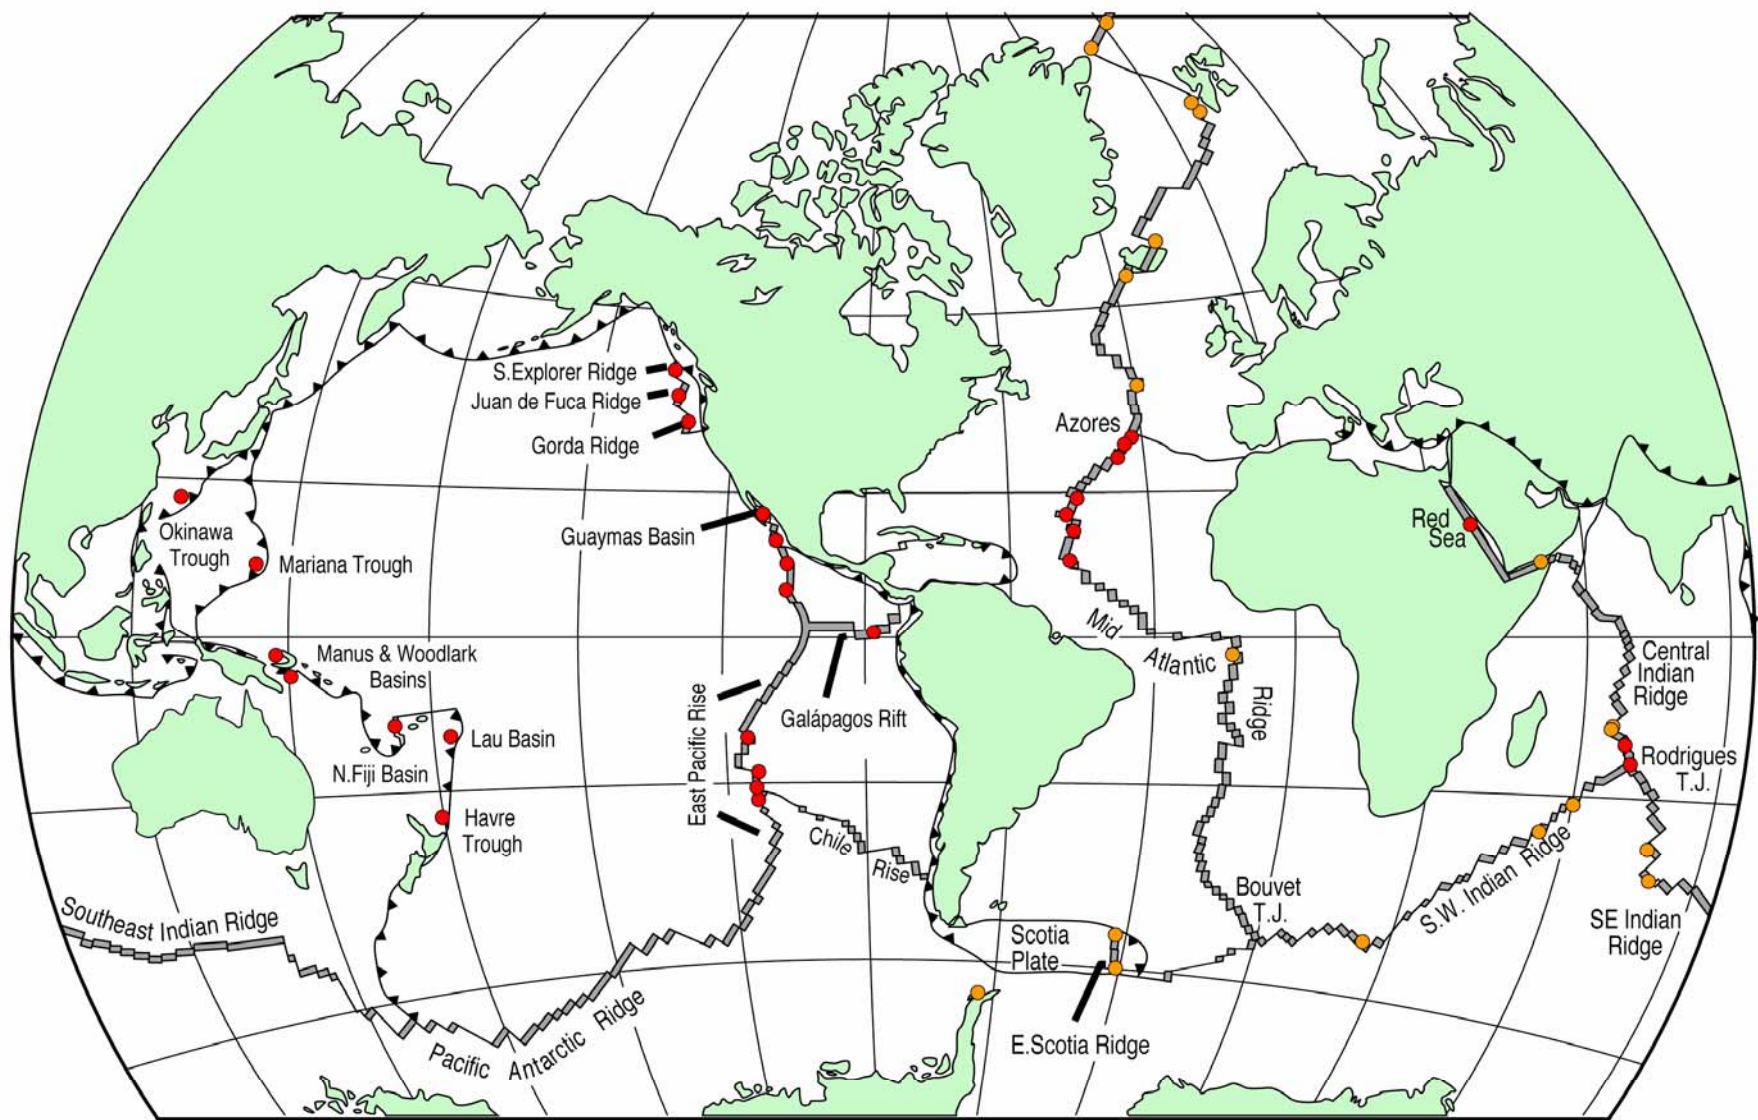 S.Explorer Ridge
Juan de Fuca Ridge
Gorda Ridge
Azores
Okinawa
Trough
Mariana Trough
Guaymas Basin
Red
Sea
Mid
Atlantic
Ridge
Manus & Woodlark
Basins
Central
Indian
Ridge
East Pacific Rise
Galápagos Rift
Lau Basin
N.Fiji Basin
Rodrigues
T.J.
Havre
Trough
Chile
Rise
S.W. Indian Ridge
Bouvet
T.J.
Southeast Indian Ridge
SE Indian
Ridge
Scotia
Plate
E.Scotia Ridge
Pacific Antarctic Ridge